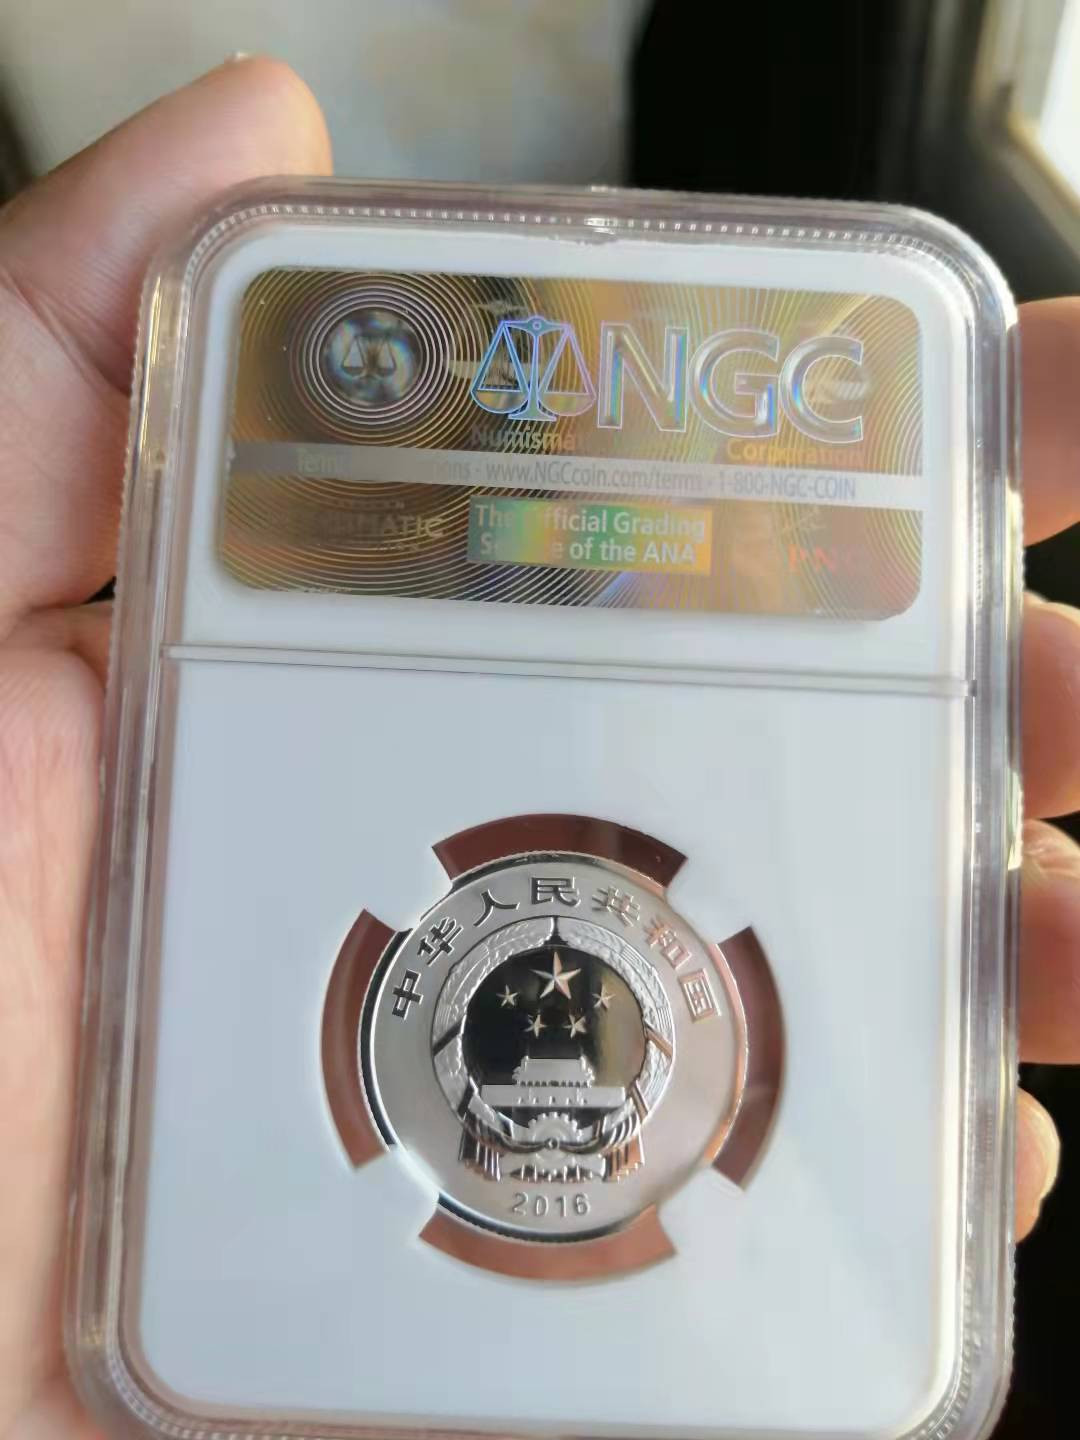 NGC
Corporation
www.NGCcoin.com/terms - 1-800-NGC-COIN
The Official Grading
of the ANA
PNG
中华人民共和国
2016